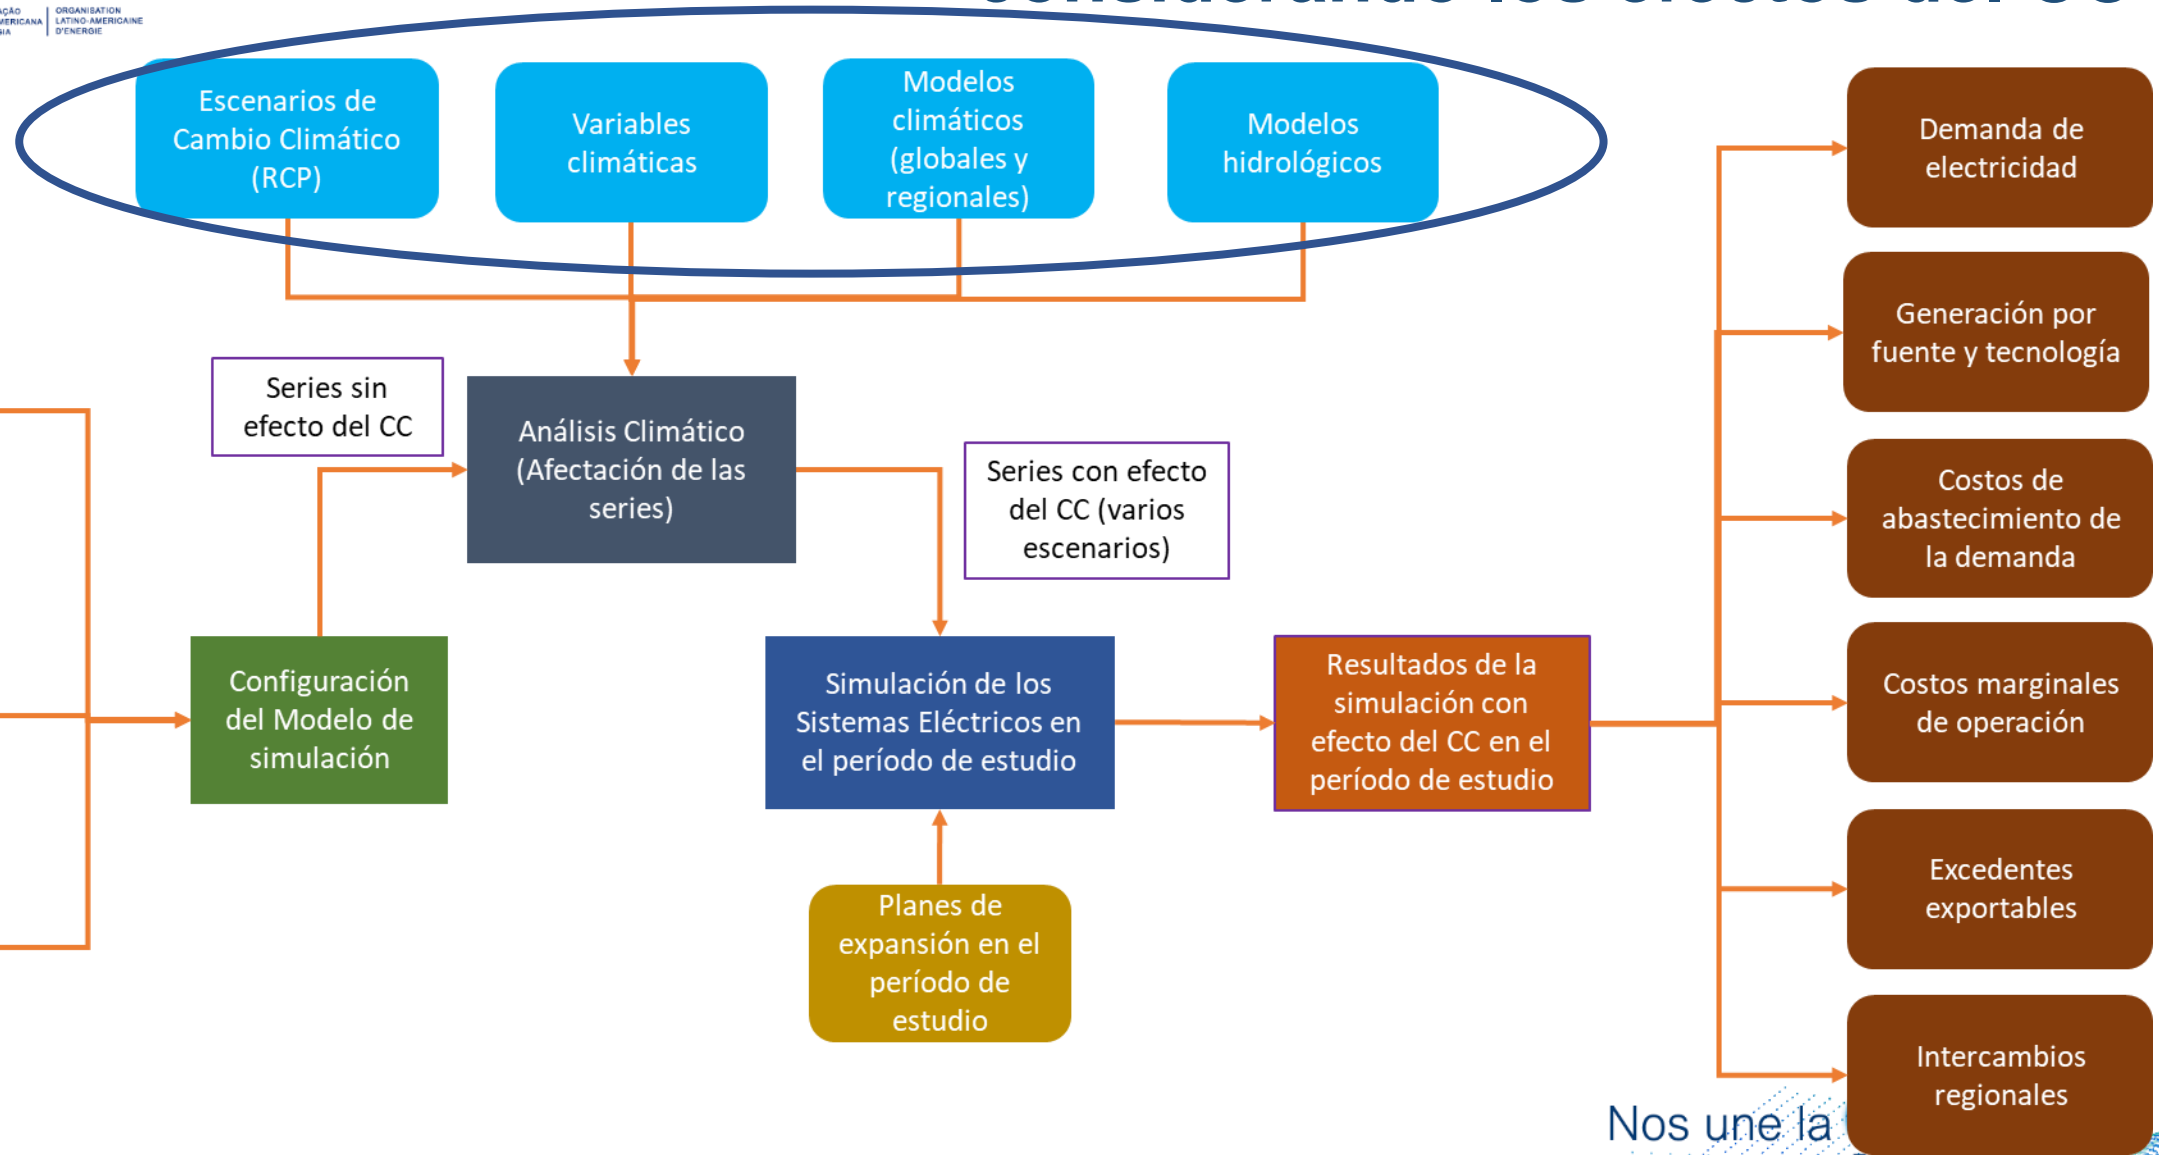 ORGANISATION
LATINO-AMERICAINE
D'ENERGIE
Escenarios de
Cambio Climático
(RCP)
Variables
climáticas
Modelos
climáticos
(globales y
regionales)
Modelos
hidrológicos
Series sin
efecto del CC
Análisis Climático
(Afectación de las
series)
Series con efecto
del CC (varios
escenarios)
Configuración
del Modelo de
simulación
Simulación de los
Sistemas Eléctricos en
el período de estudio
Resultados de la
simulación con
efecto del CC en el
período de estudio
Planes de
expansión en el
período de
estudio
Demanda de
electricidad
Generación por
fuente y tecnología
Costos de
abastecimiento de
la demanda
Costos marginales
de operación
Excedentes
exportables
Intercambios
regionales
Nos une la